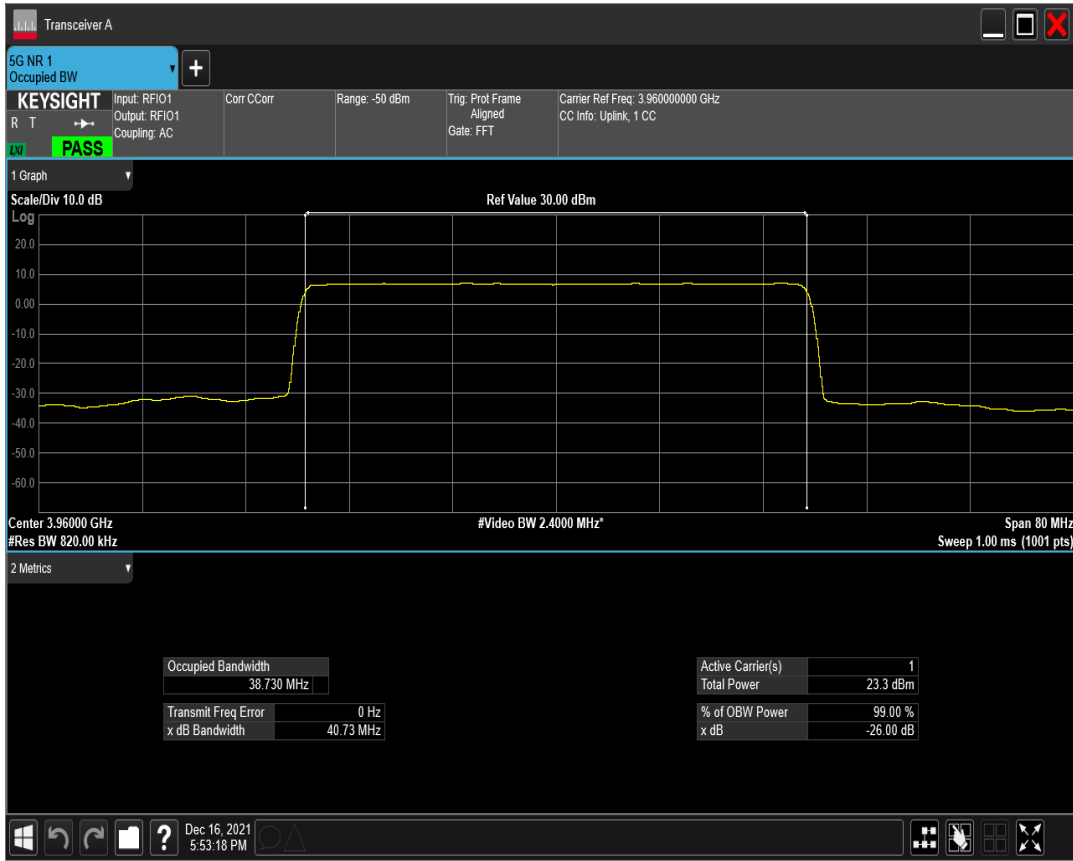 Transceiver A
5G NR 1
Occupied BW
KEYSIGHT
R T
LXI
PASS
Input: RFIO1
Output: RFIO1
Coupling: AC
Corr CCorr
Range: -50 dBm
Trig: Prot Frame
Aligned
Gate: FFT
Carrier Ref Freq: 3.960000000 GHz
CC Info: Uplink, 1 CC
1 Graph
Scale/Div 10.0 dB
Ref Value 30.00 dBm
Log
20.0
10.0
0.00
-10.0
-20.0
-30.0
-40.0
-50.0
-60.0
Center 3.96000 GHz
#Video BW 2.4000 MHz*
Span 80 MHz
#Res BW 820.00 kHz
Sweep 1.00 ms (1001 pts)
2 Metrics
Occupied Bandwidth
38.730 MHz
Transmit Freq Error 0 Hz
x dB Bandwidth 40.73 MHz
Active Carrier(s) 1
Total Power 23.3 dBm
% of OBW Power 99.00 %
x dB -26.00 dB
Dec 16, 2021
5:53:18 PM